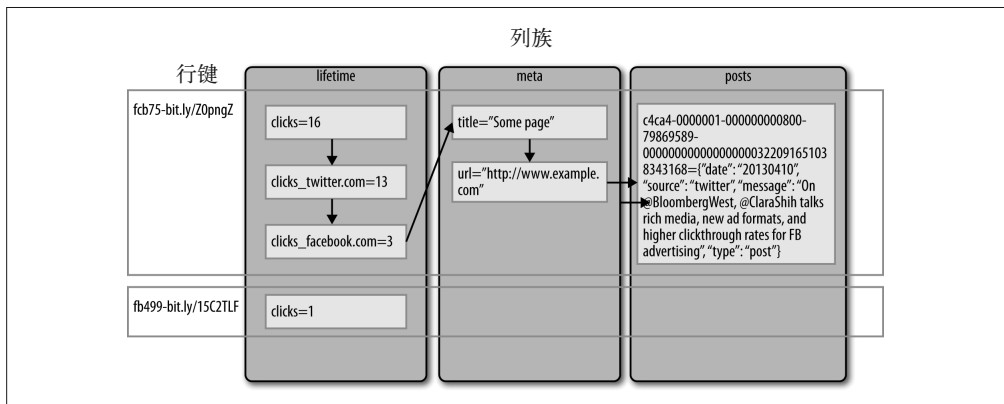 列族
行键
lifetime
meta
posts
fcb75-bit.ly/Z0pngZ
clicks=16
clicks_twitter.com=13
clicks_facebook.com=3
title=”Some page”
url=”http://www.example.
com”
c4ca4-0000001-000000000800-
79869589-
0000000000000000032209165103
8343168={“date”: “20130410”,
“source”: “twitter”, “message”: “On
@BloombergWest, @ClaraShih talks
rich media, new ad formats, and
higher clickthrough rates for FB
advertising”, “type”: “post”}
fb499-bit.ly/15C2TLF
clicks=1